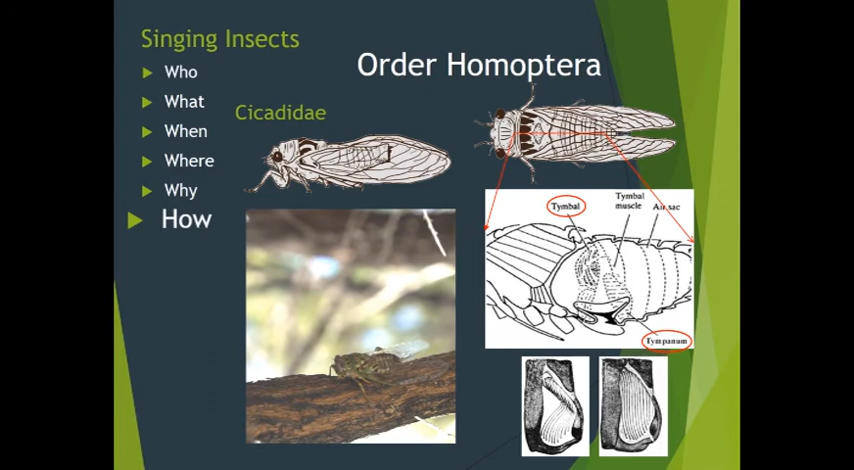 Singing Insects
Who
What
When
Where
Why
How
Order Homoptera
Cicadidae
Tymbal
Tymbal
muscle
Air sac
Tympanum